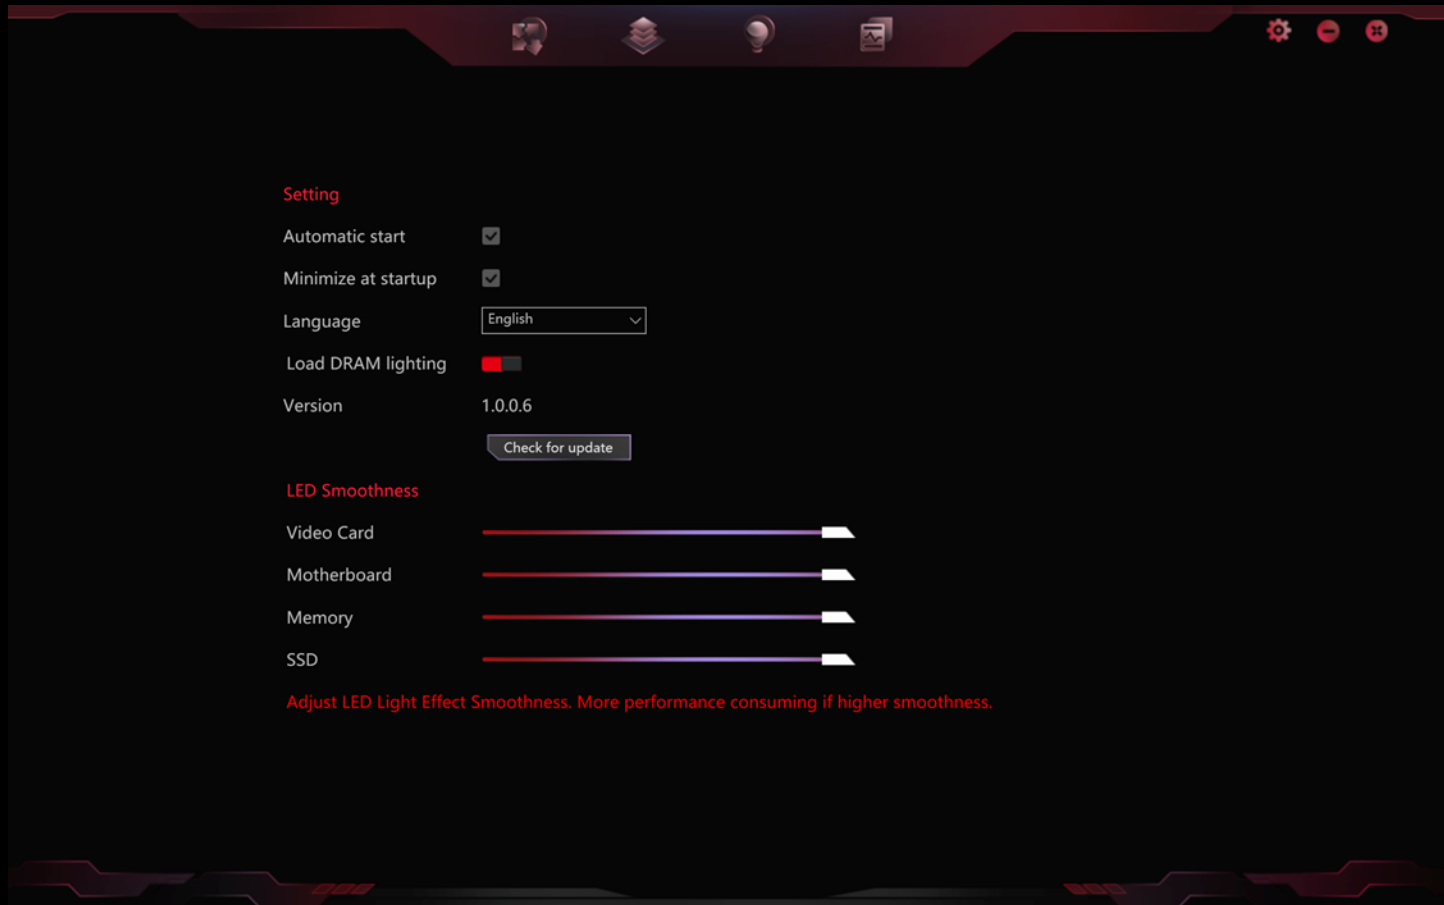 Setting
Automatic start
Minimize at startup
Language English
Load DRAM lighting
Version 1.0.0.6
Check for update
LED Smoothness
Video Card
Motherboard
Memory
SSD
Adjust LED Light Effect Smoothness. More performance consuming if higher smoothness.